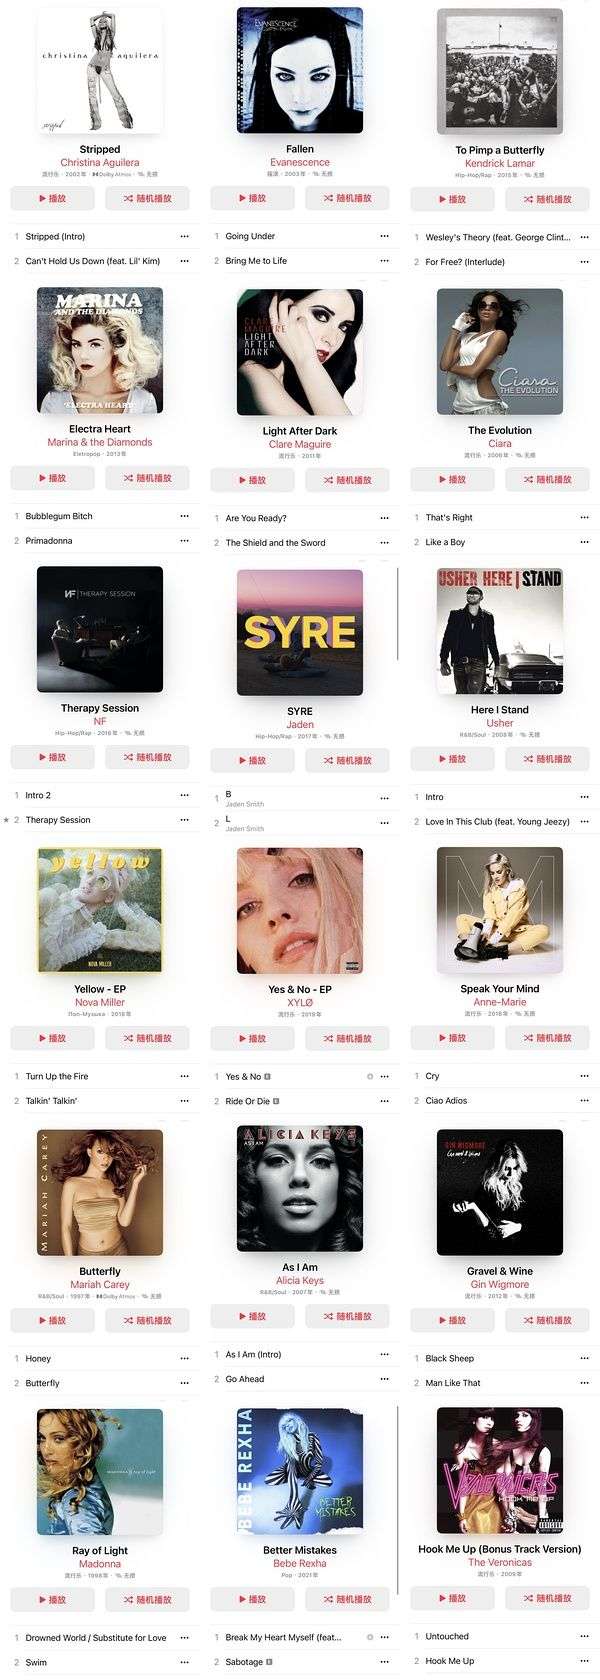 christina aguilera
stripped
Stripped
Christina Aguilera
流行乐 · 2002年 · Dolby Atmos · 无损
播放 随机播放
1 Stripped (Intro) •••
2 Can't Hold Us Down (feat. Lil' Kim) •••
EVANESCENCE
Fallen
Evanescence
摇滚 · 2003年 · 无损
播放 随机播放
1 Going Under •••
2 Bring Me to Life •••
To Pimp a Butterfly
Kendrick Lamar
Hip-Hop/Rap · 2015年 · 无损
播放 随机播放
1 Wesley's Theory (feat. George Clint... •••
2 For Free? (Interlude) •••
MARINA
AND THE DIAMONDS
"ELECTRA HEART"
Electra Heart
Marina & the Diamonds
Eletropop · 2012年
播放 随机播放
1 Bubblegum Bitch •••
2 Primadonna •••
CLARE
MAGUIRE
LIGHT
AFTER
DARK
Light After Dark
Clare Maguire
流行乐 · 2011年
播放 随机播放
1 Are You Ready? •••
2 The Shield and the Sword •••
Ciara
THE EVOLUTION
The Evolution
Ciara
流行乐 · 2006年 · 无损
播放 随机播放
1 That's Right •••
2 Like a Boy •••
NF THERAPY SESSION
Therapy Session
NF
Hip-Hop/Rap · 2016年 · 无损
播放 随机播放
1 Intro 2 •••
★ 2 Therapy Session •••
SYRE
SYRE
Jaden
Hip-Hop/Rap · 2017年 · 无损
播放 随机播放
1 B •••
Jaden Smith
2 L •••
Jaden Smith
USHER HERE I STAND
Here I Stand
Usher
R&B/Soul · 2008年 · 无损
播放 随机播放
1 Intro •••
2 Love In This Club (feat. Young Jeezy) •••
yellow
NOVA MILLER
Yellow - EP
Nova Miller
Поп-Музыка · 2018年
播放 随机播放
1 Turn Up the Fire •••
2 Talkin' Talkin' •••
Yes & No - EP
XYLØ
流行乐 · 2019年
播放 随机播放
1 Yes & No E •••
2 Ride Or Die E •••
M
Speak Your Mind
Anne-Marie
流行乐 · 2018年 · 无损
播放 随机播放
1 Cry •••
2 Ciao Adios •••
MARIAH CAREY
Butterfly
Mariah Carey
R&B/Soul · 1997年 · Dolby Atmos · 无损
播放 随机播放
1 Honey •••
2 Butterfly •••
ALICIA KEYS
AS I AM
As I Am
Alicia Keys
R&B/Soul · 2007年 · 无损
播放 随机播放
1 As I Am (Intro) •••
2 Go Ahead •••
GIN WIGMORE
Gravel & Wine
Gravel & Wine
Gin Wigmore
流行乐 · 2012年 · 无损
播放 随机播放
1 Black Sheep •••
2 Man Like That •••
madonna ray of light
Ray of Light
Madonna
流行乐 · 1998年 · 无损
播放 随机播放
1 Drowned World / Substitute for Love •••
2 Swim •••
BEBE REXHA
BETTER
MISTAKES
Better Mistakes
Bebe Rexha
Pop · 2021年
播放 随机播放
1 Break My Heart Myself (feat... •••
2 Sabotage E •••
VERONICAS
HOOK ME UP
Hook Me Up (Bonus Track Version)
The Veronicas
流行乐 · 2009年
播放 随机播放
1 Untouched •••
2 Hook Me Up •••